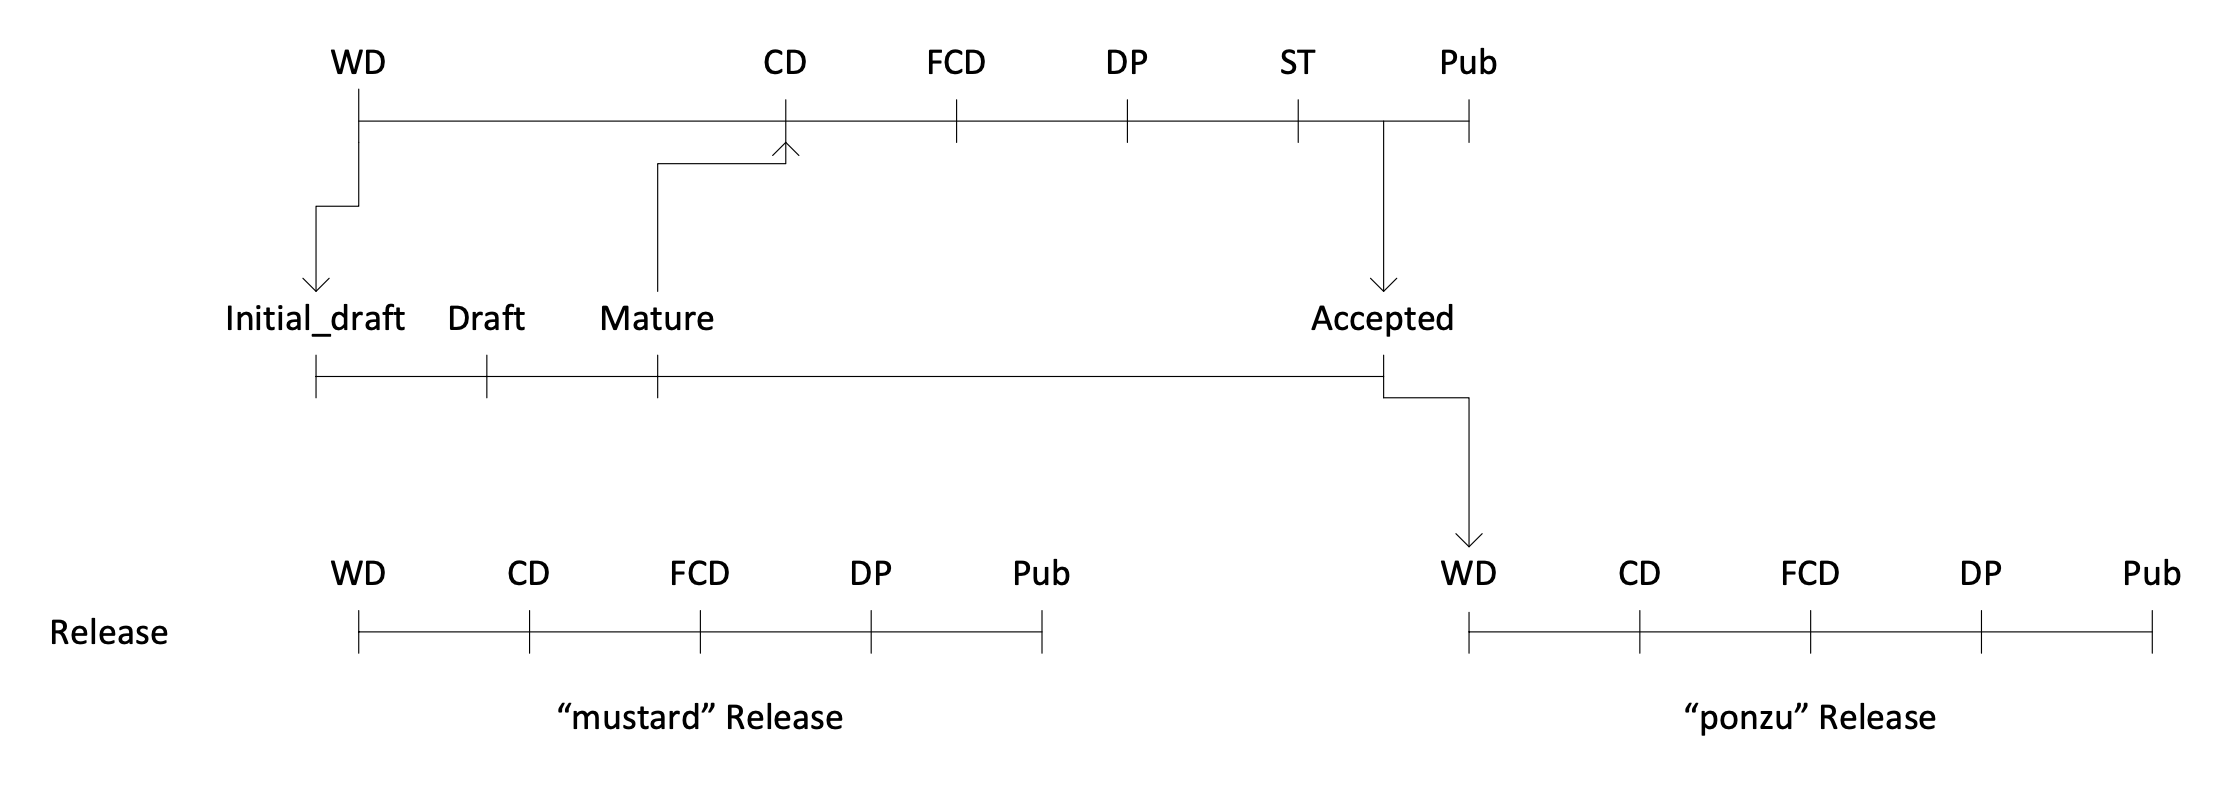 WD CD FCD DP ST Pub
Initial_draft Draft Mature Accepted
WD CD FCD DP Pub WD CD FCD DP Pub
Release
“mustard” Release “ponzu” Release